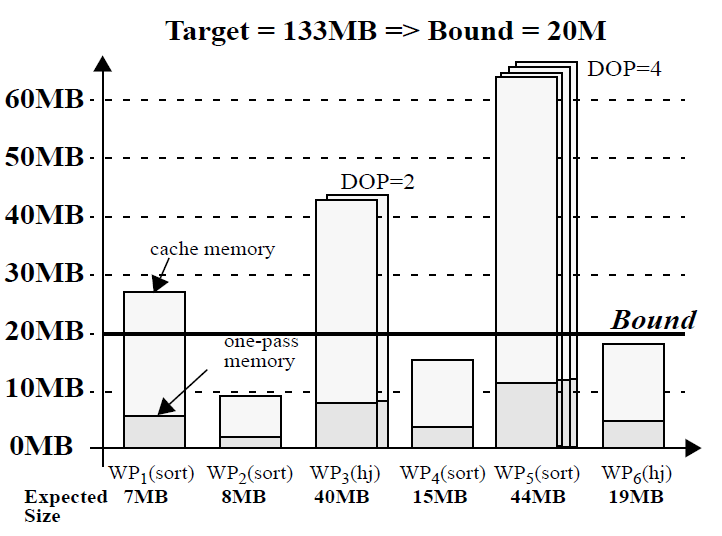 Target = 133MB => Bound = 20M
60MB
DOP=4
50MB
DOP=2
40MB
cache memory
30MB
20MB
Bound
one-pass
memory
10MB
0MB
WP1(sort) WP2(sort) WP3(hj) WP4(sort) WP5(sort) WP6(hj)
Expected 7MB 8MB 40MB 15MB 44MB 19MB
Size